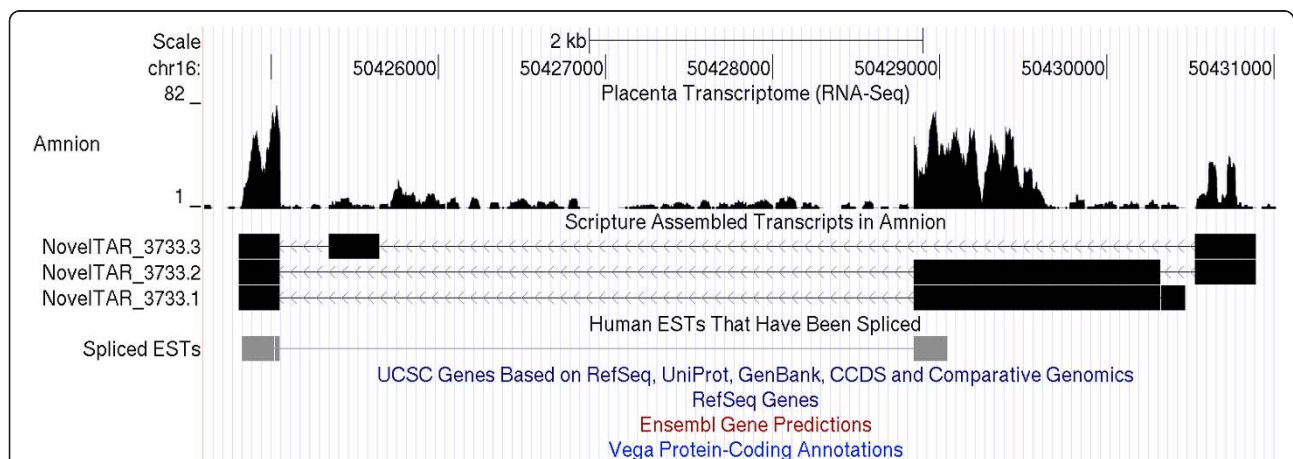 Scale 2 kb
chr16: 50426000 50427000 50428000 50429000 50430000 50431000
Placenta Transcriptome (RNA-Seq)
82 _
Amnion
1 _
Scripture Assembled Transcripts in Amnion
NovelTAR_3733.3
NovelTAR_3733.2
NovelTAR_3733.1
Human ESTs That Have Been Spliced
Spliced ESTs
UCSC Genes Based on RefSeq, UniProt, GenBank, CCDS and Comparative Genomics
RefSeq Genes
Ensembl Gene Predictions
Vega Protein-Coding Annotations